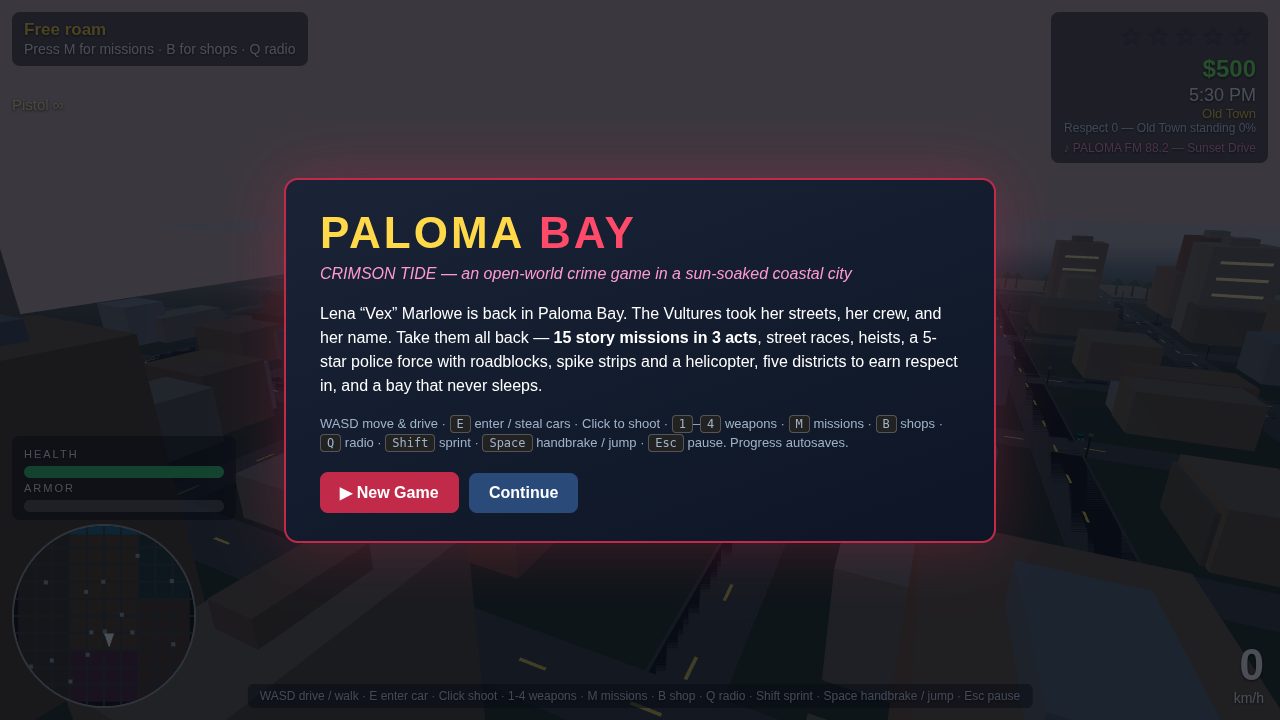 Free roam
Press M for missions · B for shops · Q radio
Pistol ∞
$500
5:30 PM
Old Town
Respect 0 — Old Town standing 0%
♪ PALOMA FM 88.2 — Sunset Drive
PALOMA BAY
CRIMSON TIDE — an open-world crime game in a sun-soaked coastal city
Lena “Vex” Marlowe is back in Paloma Bay. The Vultures took her streets, her crew, and
her name. Take them all back — 15 story missions in 3 acts, street races, heists, a 5-
star police force with roadblocks, spike strips and a helicopter, five districts to earn respect
in, and a bay that never sleeps.
WASD move & drive · E enter / steal cars · Click to shoot · 1–4 weapons · M missions · B shops ·
Q radio · Shift sprint · Space handbrake / jump · Esc pause. Progress autosaves.
▶ New Game
Continue
HEALTH
ARMOR
0
km/h
WASD drive / walk · E enter car · Click shoot · 1-4 weapons · M missions · B shop · Q radio · Shift sprint · Space handbrake / jump · Esc pause